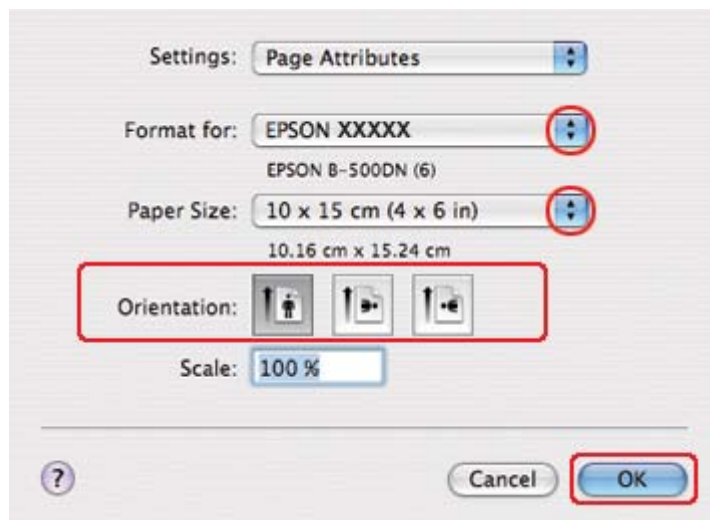 Settings: Page Attributes
Format for: EPSON XXXXX
EPSON B-500DN (6)
Paper Size: 10 x 15 cm (4 x 6 in)
10.16 cm x 15.24 cm
Orientation:
Scale: 100 %
? Cancel OK